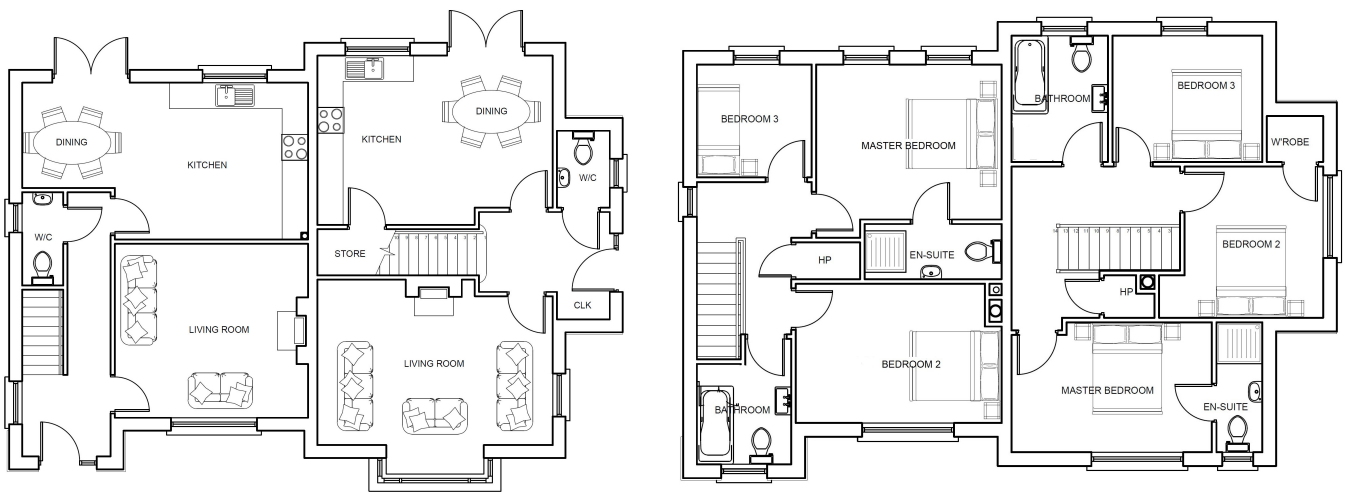 DINING
KITCHEN
W/C
LIVING ROOM
KITCHEN
DINING
W/C
STORE
CLK
LIVING ROOM
BEDROOM 3
MASTER BEDROOM
EN-SUITE
HP
BEDROOM 2
BATHROOM
BATHROOM
BEDROOM 3
W'ROBE
BEDROOM 2
HP
MASTER BEDROOM
EN-SUITE